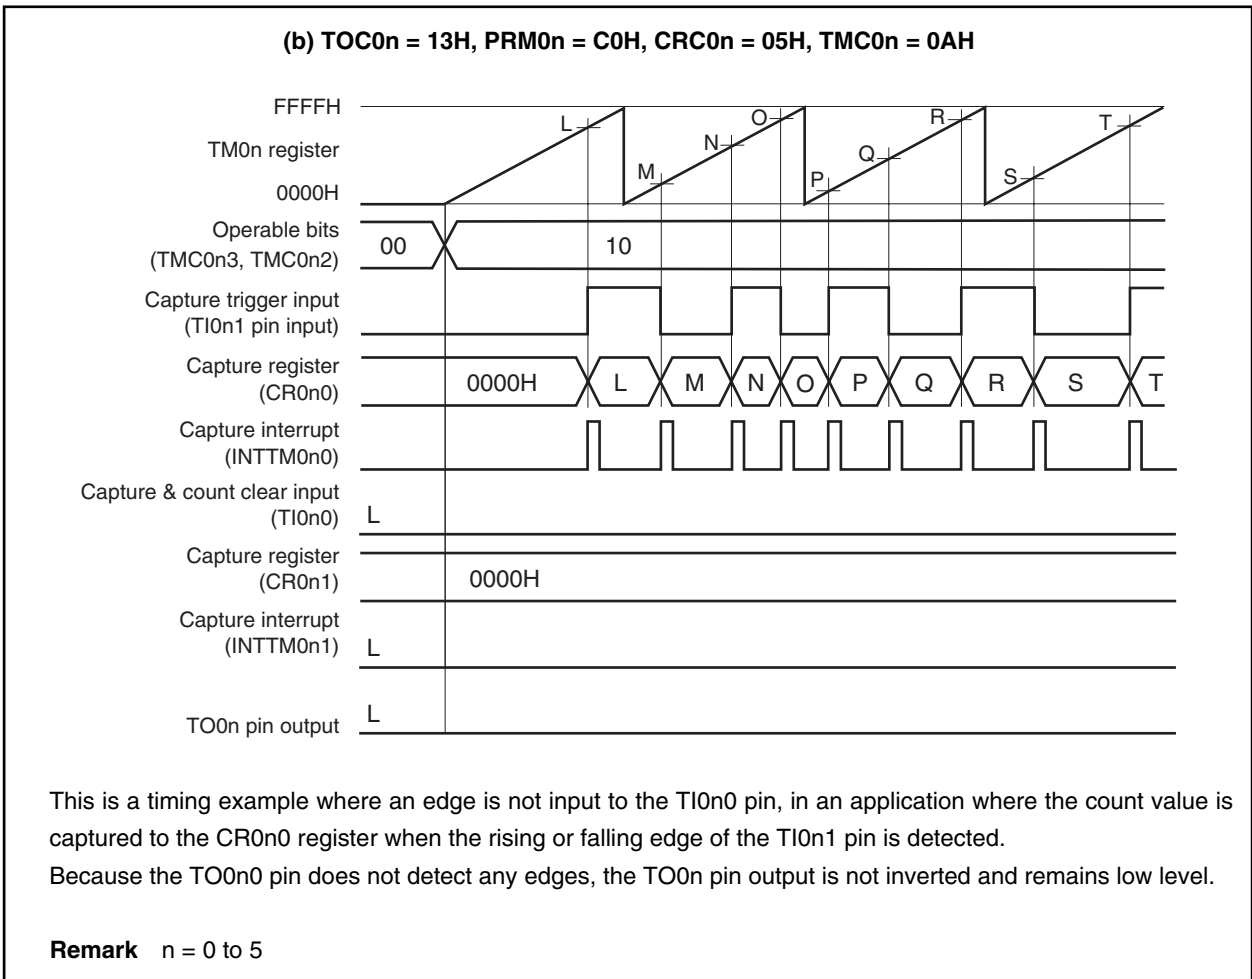 (b) TOC0n = 13H, PRM0n = C0H, CRC0n = 05H, TMC0n = 0AH
FFFFH
TM0n register
0000H
L
M
N
O
P
Q
R
S
T
Operable bits
(TMC0n3, TMC0n2)
00
10
Capture trigger input
(TI0n1 pin input)
Capture register
(CR0n0)
0000H
L
M
N
O
P
Q
R
S
T
Capture interrupt
(INTTM0n0)
Capture & count clear input
(TI0n0)
L
Capture register
(CR0n1)
0000H
Capture interrupt
(INTTM0n1)
L
TO0n pin output
L
This is a timing example where an edge is not input to the TI0n0 pin, in an application where the count value is
captured to the CR0n0 register when the rising or falling edge of the TI0n1 pin is detected.
Because the TO0n0 pin does not detect any edges, the TO0n pin output is not inverted and remains low level.
Remark n = 0 to 5